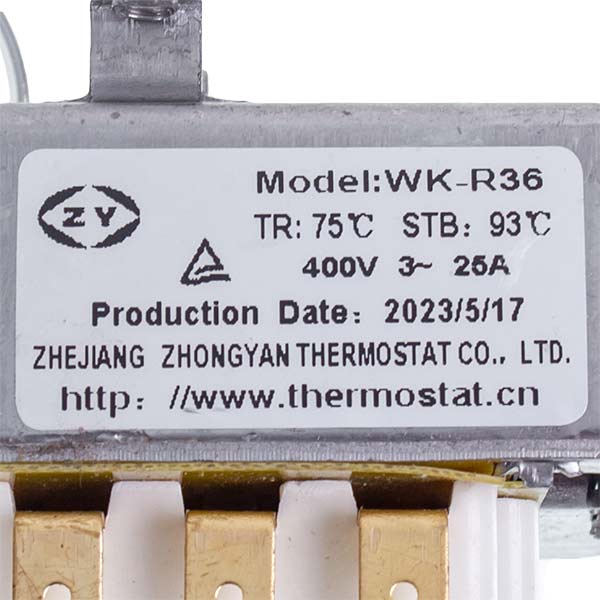 Model:WK-R36
ZY
TR: 75℃ STB: 93℃
400V 3~ 25A
Production Date: 2023/5/17
ZHEJIANG ZHONGYAN THERMOSTAT CO., LTD.
http: //www.thermostat.cn